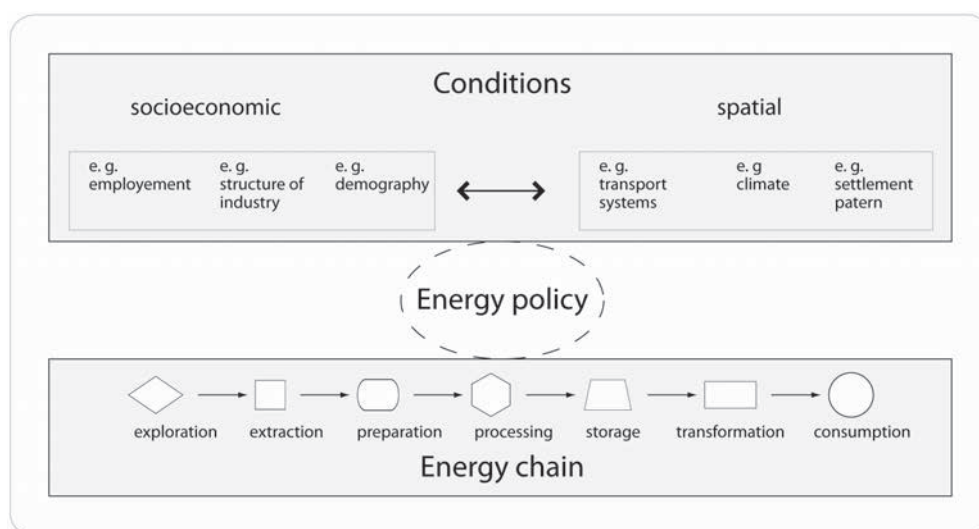 Conditions
socioeconomic
spatial
e. g.
employement
e. g.
structure of
industry
e. g.
demography
e. g.
transport
systems
e. g
climate
e. g.
settlement
patern
Energy policy
exploration
extraction
preparation
processing
storage
transformation
consumption
Energy chain